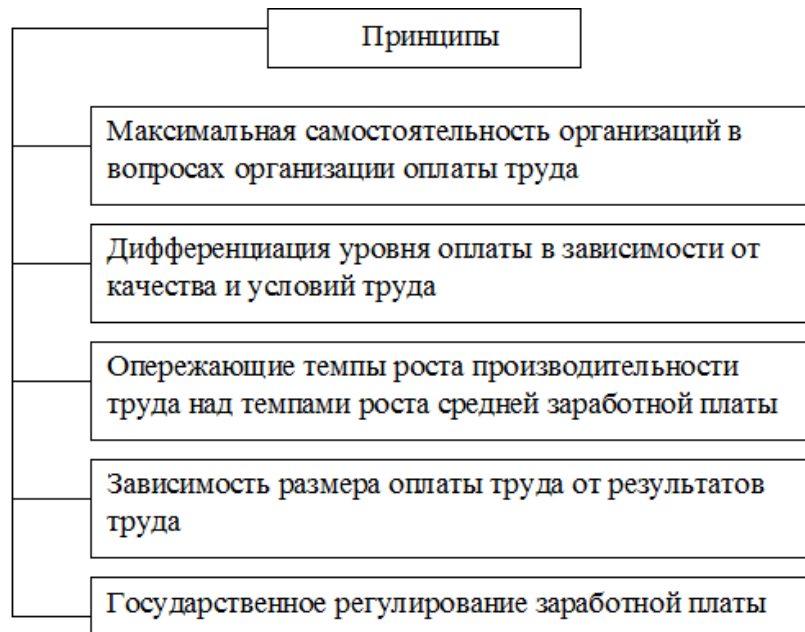 Принципы
Максимальная самостоятельность организаций в
вопросах организации оплаты труда
Дифференциация уровня оплаты в зависимости от
качества и условий труда
Опережающие темпы роста производительности
труда над темпами роста средней заработной платы
Зависимость размера оплаты труда от результатов
труда
Государственное регулирование заработной платы